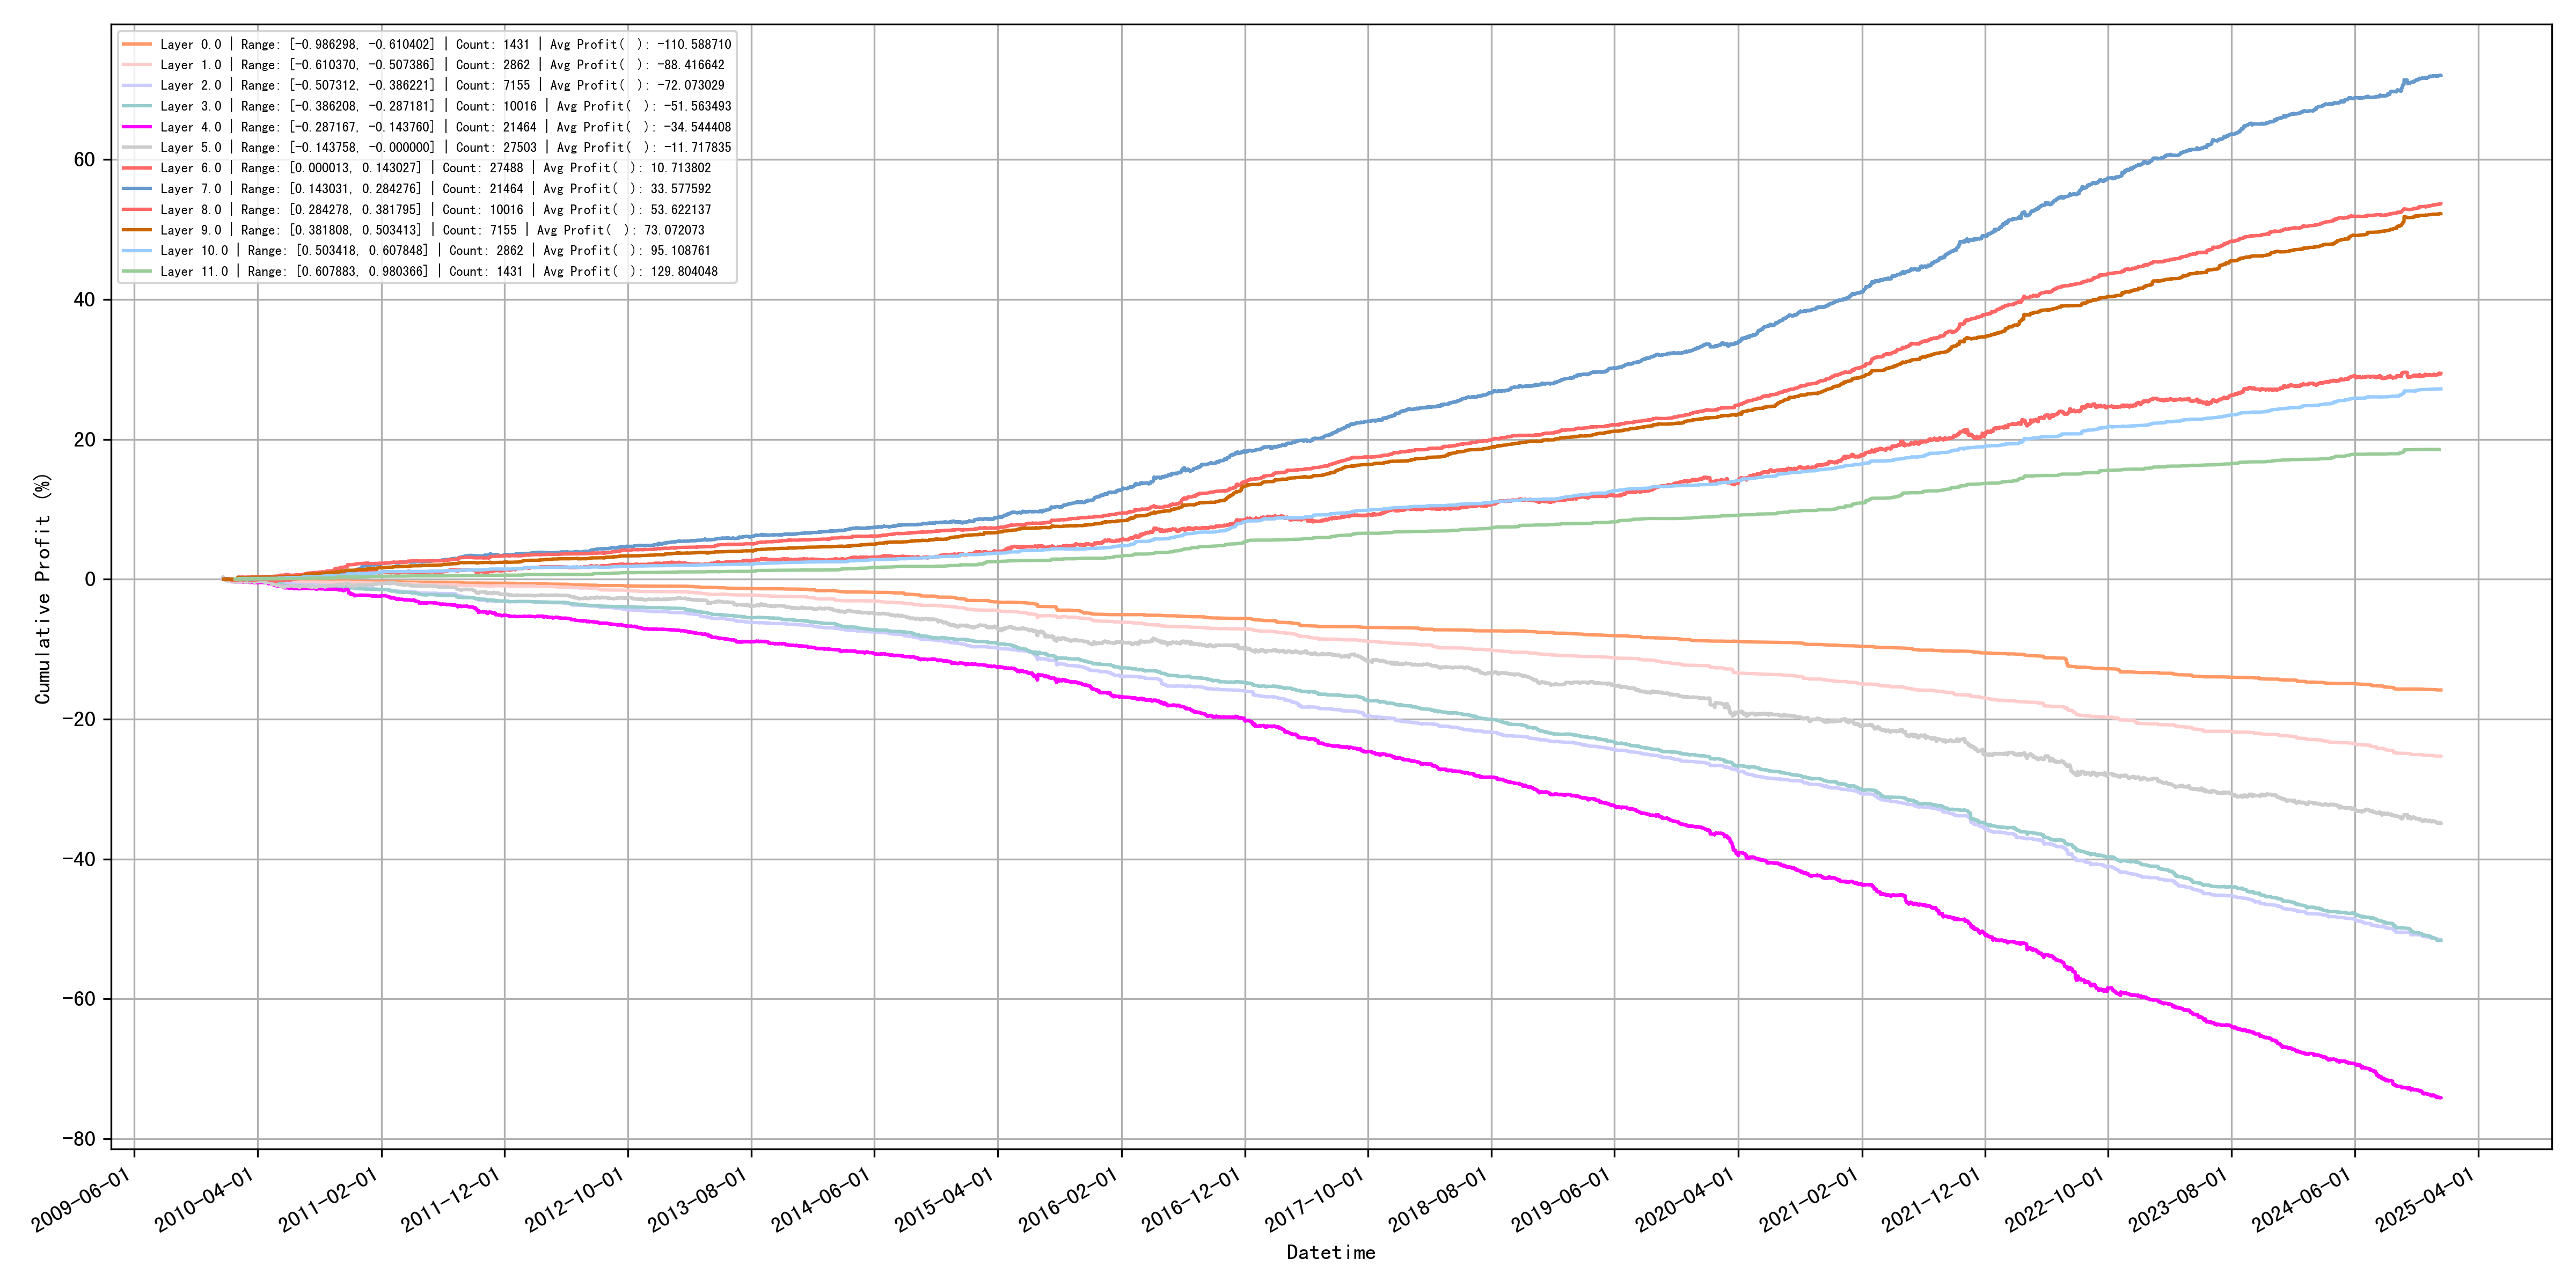 Layer 0.0 | Range: [-0.986298, -0.610402] | Count: 1431 | Avg Profit( ): -110.588710
Layer 1.0 | Range: [-0.610370, -0.507386] | Count: 2862 | Avg Profit( ): -88.416642
Layer 2.0 | Range: [-0.507312, -0.386221] | Count: 7155 | Avg Profit( ): -72.073029
Layer 3.0 | Range: [-0.386208, -0.287181] | Count: 10016 | Avg Profit( ): -51.563493
Layer 4.0 | Range: [-0.287167, -0.143760] | Count: 21464 | Avg Profit( ): -34.544408
Layer 5.0 | Range: [-0.143758, -0.000000] | Count: 27503 | Avg Profit( ): -11.717835
Layer 6.0 | Range: [0.000013, 0.143027] | Count: 27488 | Avg Profit( ): 10.713802
Layer 7.0 | Range: [0.143031, 0.284276] | Count: 21464 | Avg Profit( ): 33.577592
Layer 8.0 | Range: [0.284278, 0.381795] | Count: 10016 | Avg Profit( ): 53.622137
Layer 9.0 | Range: [0.381808, 0.503413] | Count: 7155 | Avg Profit( ): 73.072073
Layer 10.0 | Range: [0.503418, 0.607848] | Count: 2862 | Avg Profit( ): 95.108761
Layer 11.0 | Range: [0.607883, 0.980366] | Count: 1431 | Avg Profit( ): 129.804048
Cumulative Profit (%)
60
40
20
0
-20
-40
-60
-80
2009-06-01
2010-04-01
2011-02-01
2011-12-01
2012-10-01
2013-08-01
2014-06-01
2015-04-01
2016-02-01
2016-12-01
2017-10-01
2018-08-01
2019-06-01
2020-04-01
2021-02-01
2021-12-01
2022-10-01
2023-08-01
2024-06-01
2025-04-01
Datetime